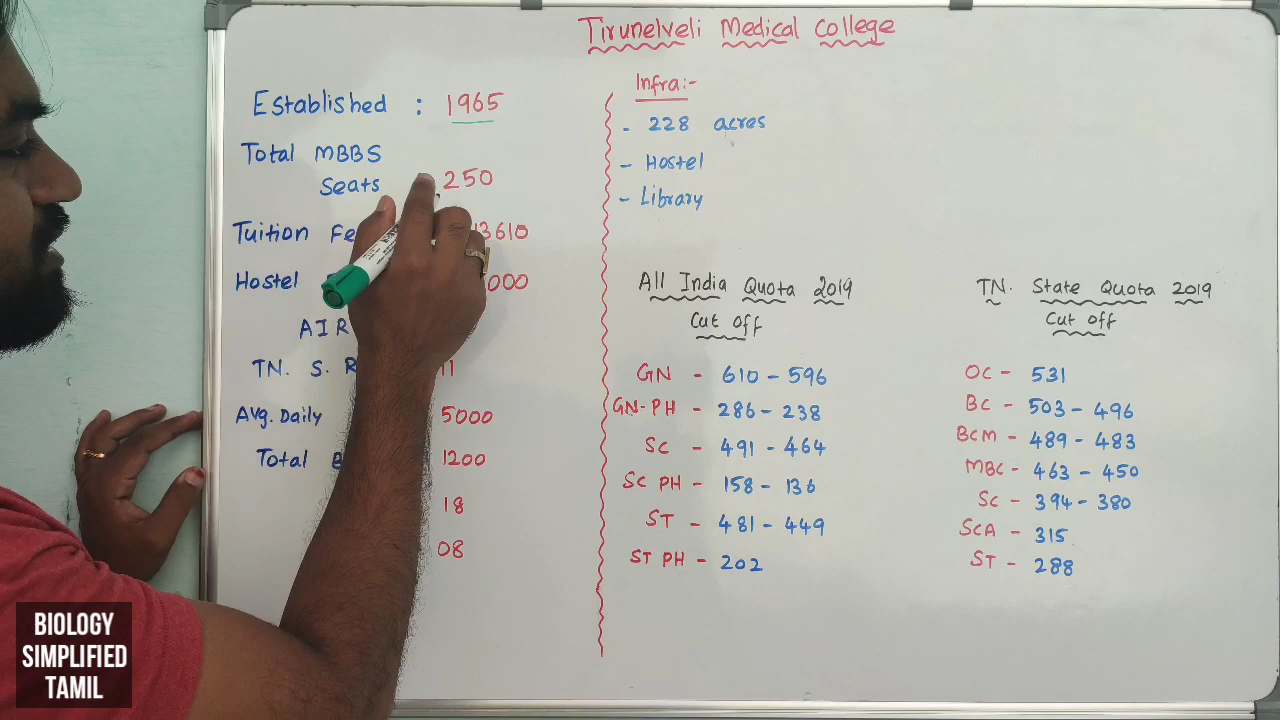 Tirunelveli Medical College
Established : 1965
Total MBBS
Seats 250
Tuition 13610
Hostel 000
AIR
TN. S. R 11
Avg. Daily 5000
Total 1200
18
08
Infra:-
- 228 acres
- Hostel
- Library
All India Quota 2019
Cut off
GN - 610 - 596
GN-PH - 286 - 238
SC - 491 - 464
SC PH - 158 - 136
ST - 481 - 449
ST PH - 202
TN. State Quota 2019
Cut off
OC - 531
BC - 503 - 496
BCM - 489 - 483
MBC - 463 - 450
SC - 394 - 380
SCA - 315
ST - 288
BIOLOGY
SIMPLIFIED
TAMIL